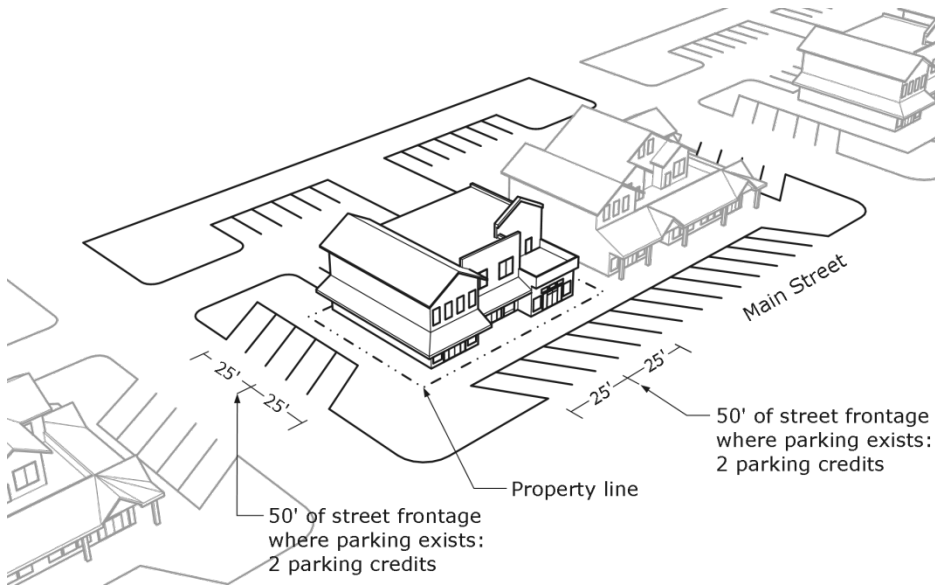 Main Street
25'
25'
25'
25'
50' of street frontage
where parking exists:
2 parking credits
Property line
50' of street frontage
where parking exists:
2 parking credits